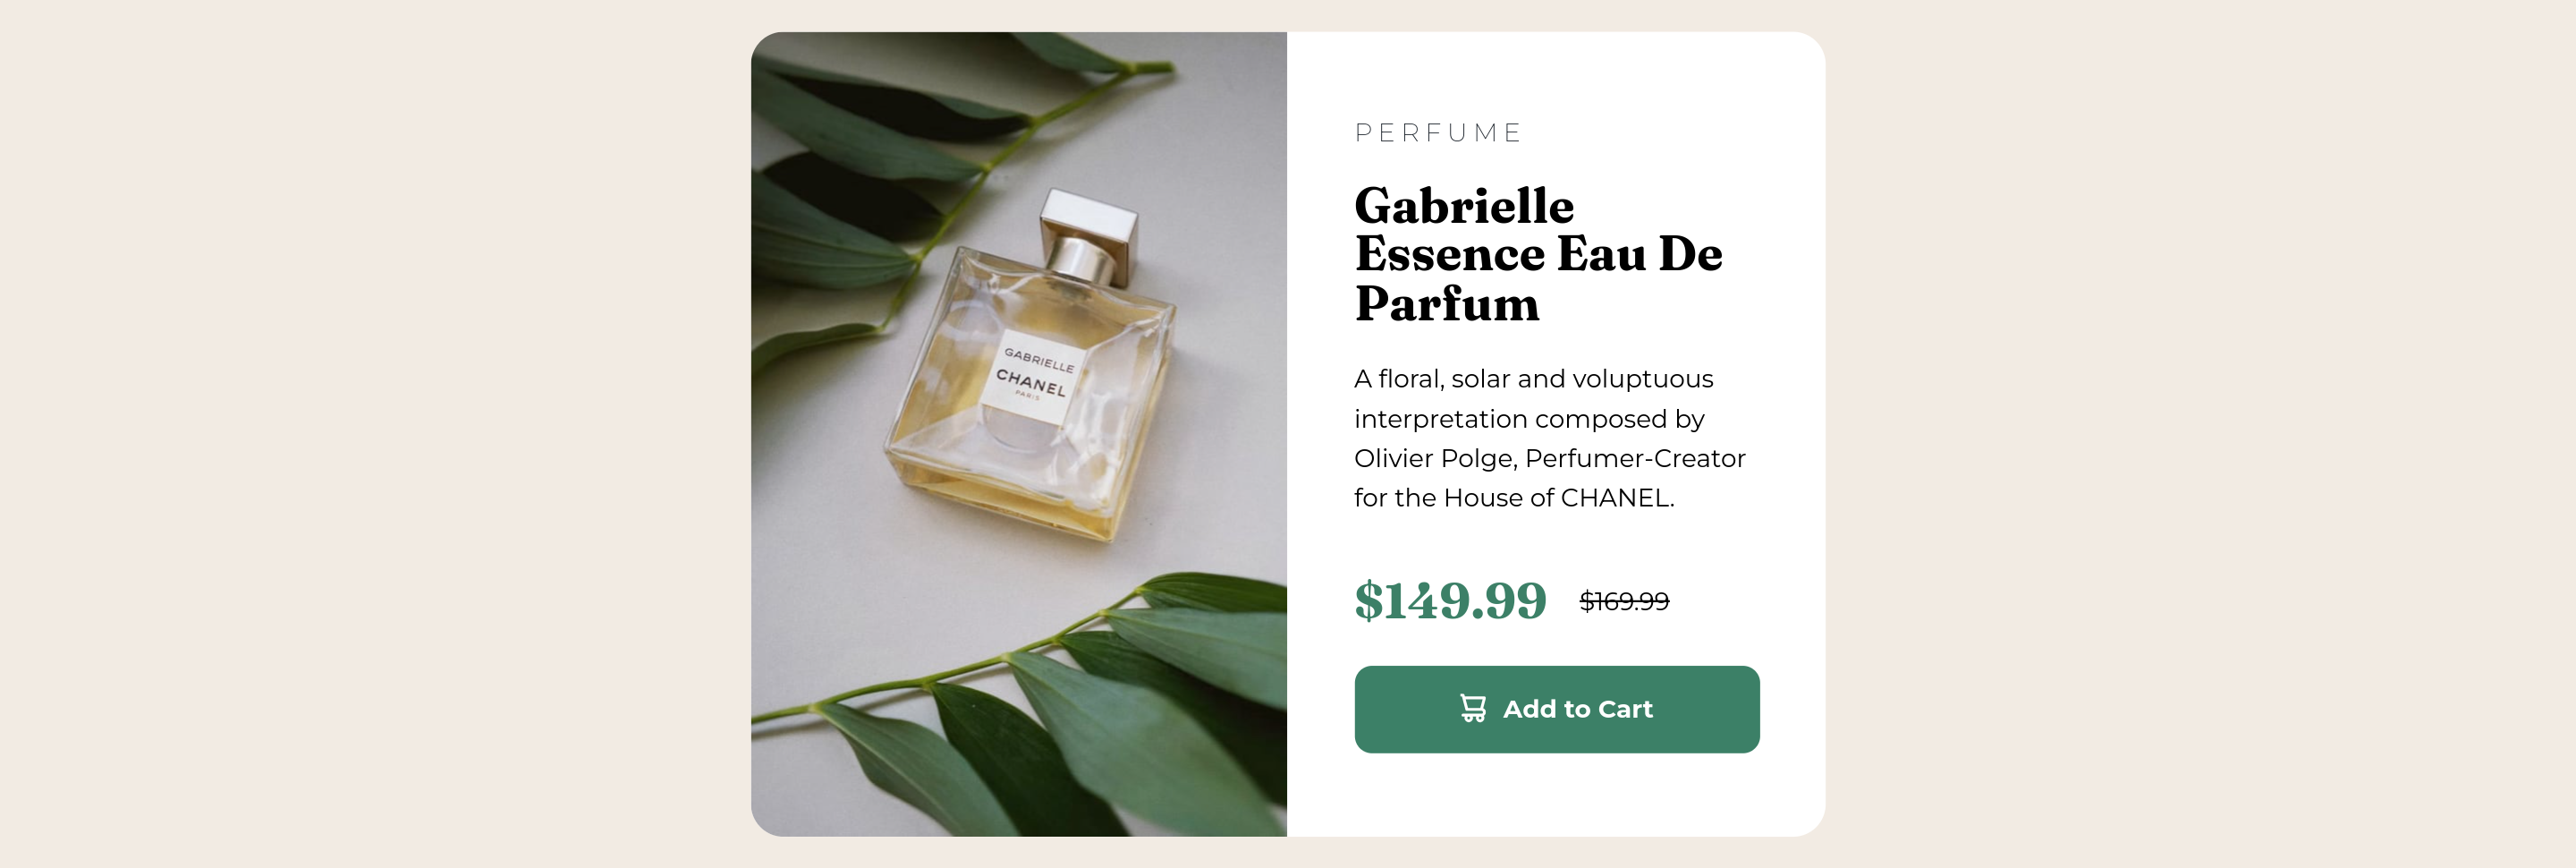 GABRIELLE
CHANEL
PARIS
PERFUME
Gabrielle
Essence Eau De
Parfum
A floral, solar and voluptuous
interpretation composed by
Olivier Polge, Perfumer-Creator
for the House of CHANEL.
$149.99 $169.99
Add to Cart